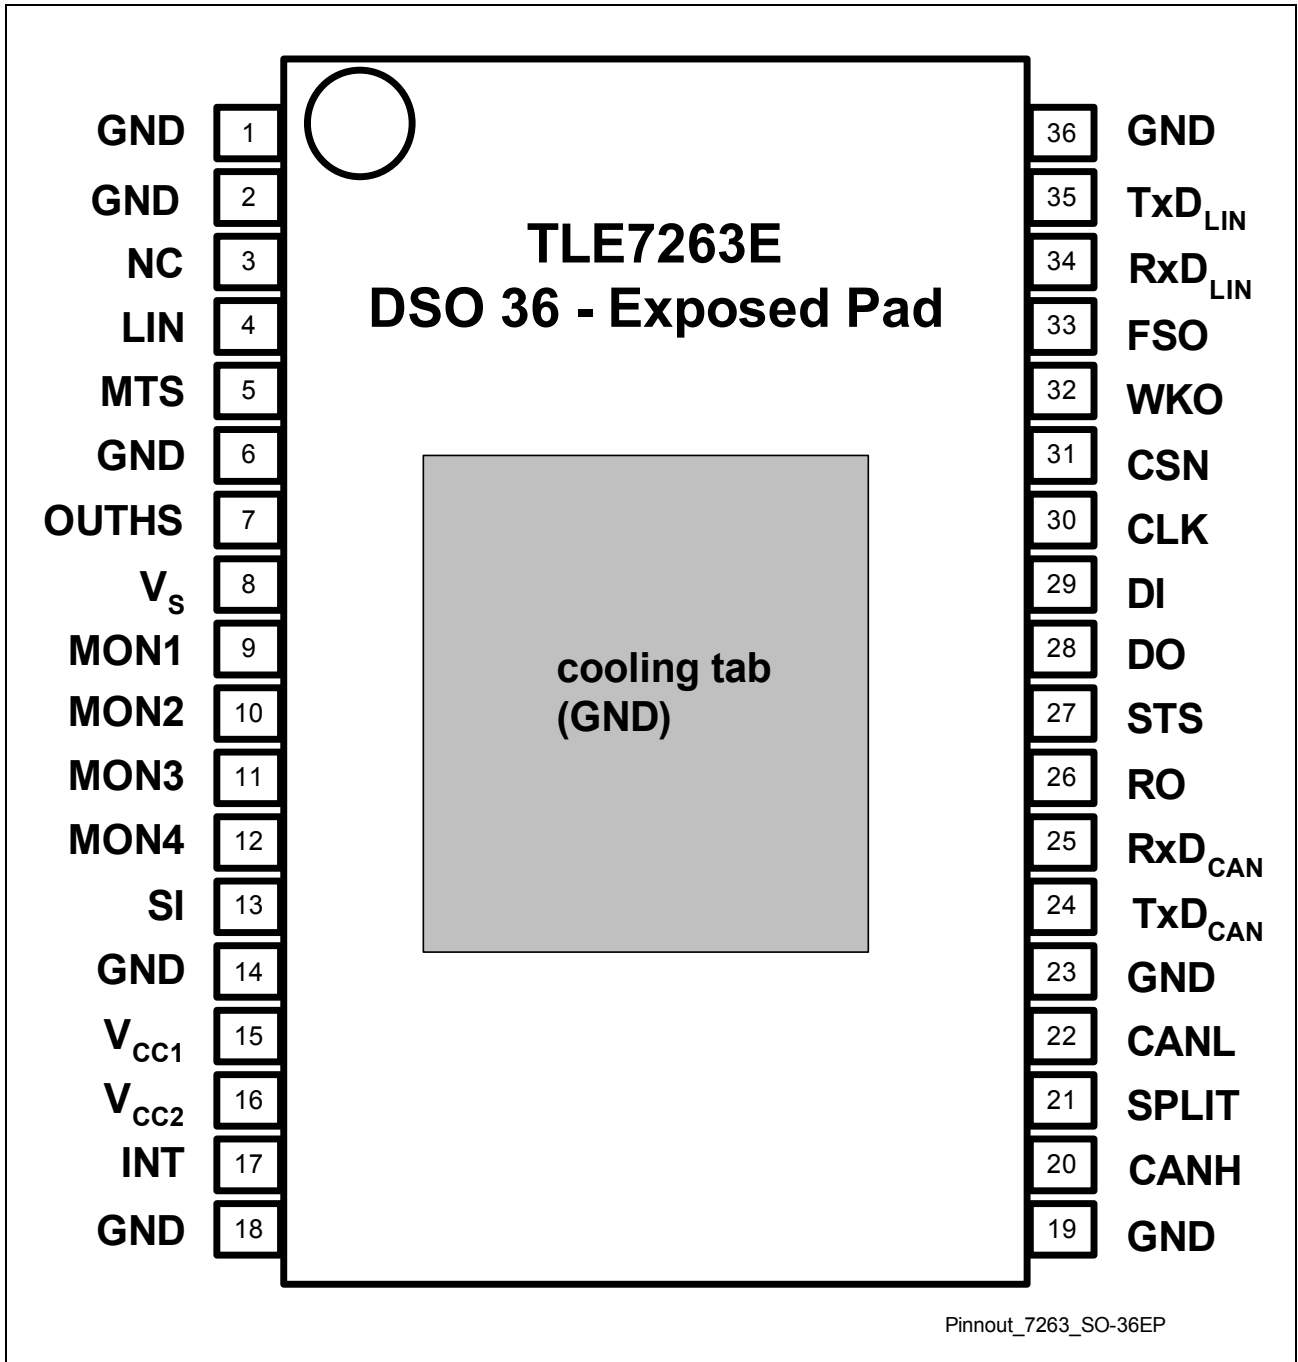 GND 1
GND 2
NC 3
LIN 4
MTS 5
GND 6
OUTHS 7
VS 8
MON1 9
MON2 10
MON3 11
MON4 12
SI 13
GND 14
VCC1 15
VCC2 16
INT 17
GND 18
TLE7263E
DSO 36 - Exposed Pad
cooling tab
(GND)
36 GND
35 TxDLIN
34 RxDLIN
33 FSO
32 WKO
31 CSN
30 CLK
29 DI
28 DO
27 STS
26 RO
25 RxDCAN
24 TxDCAN
23 GND
22 CANL
21 SPLIT
20 CANH
19 GND
Pinnout_7263_SO-36EP